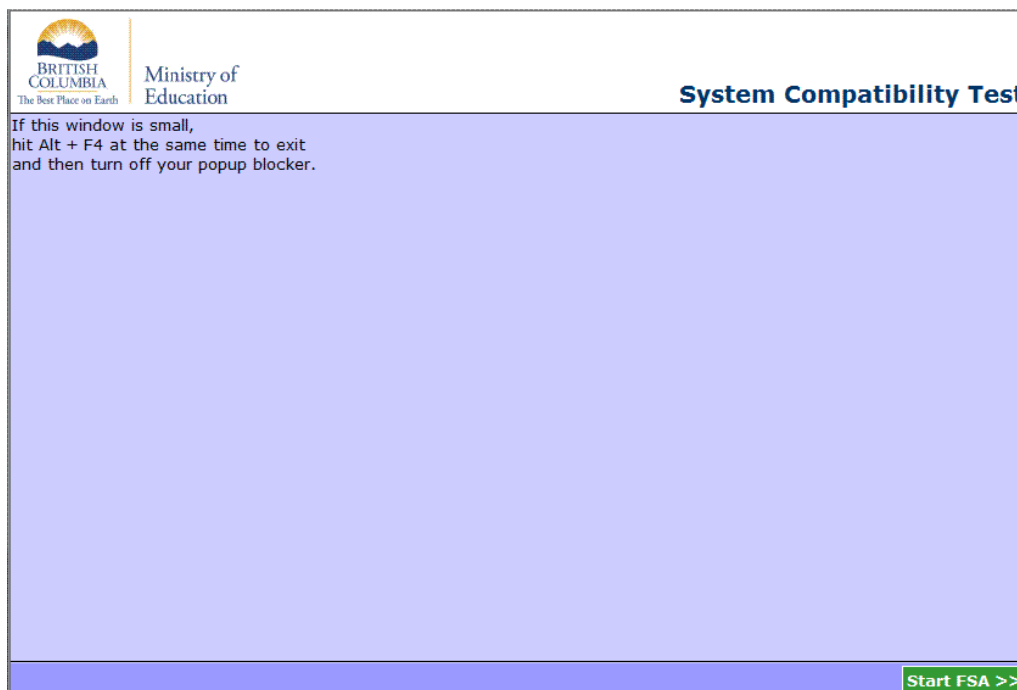 BRITISH
COLUMBIA
The Best Place on Earth
Ministry of
Education
System Compatibility Test
If this window is small,
hit Alt + F4 at the same time to exit
and then turn off your popup blocker.
Start FSA >>